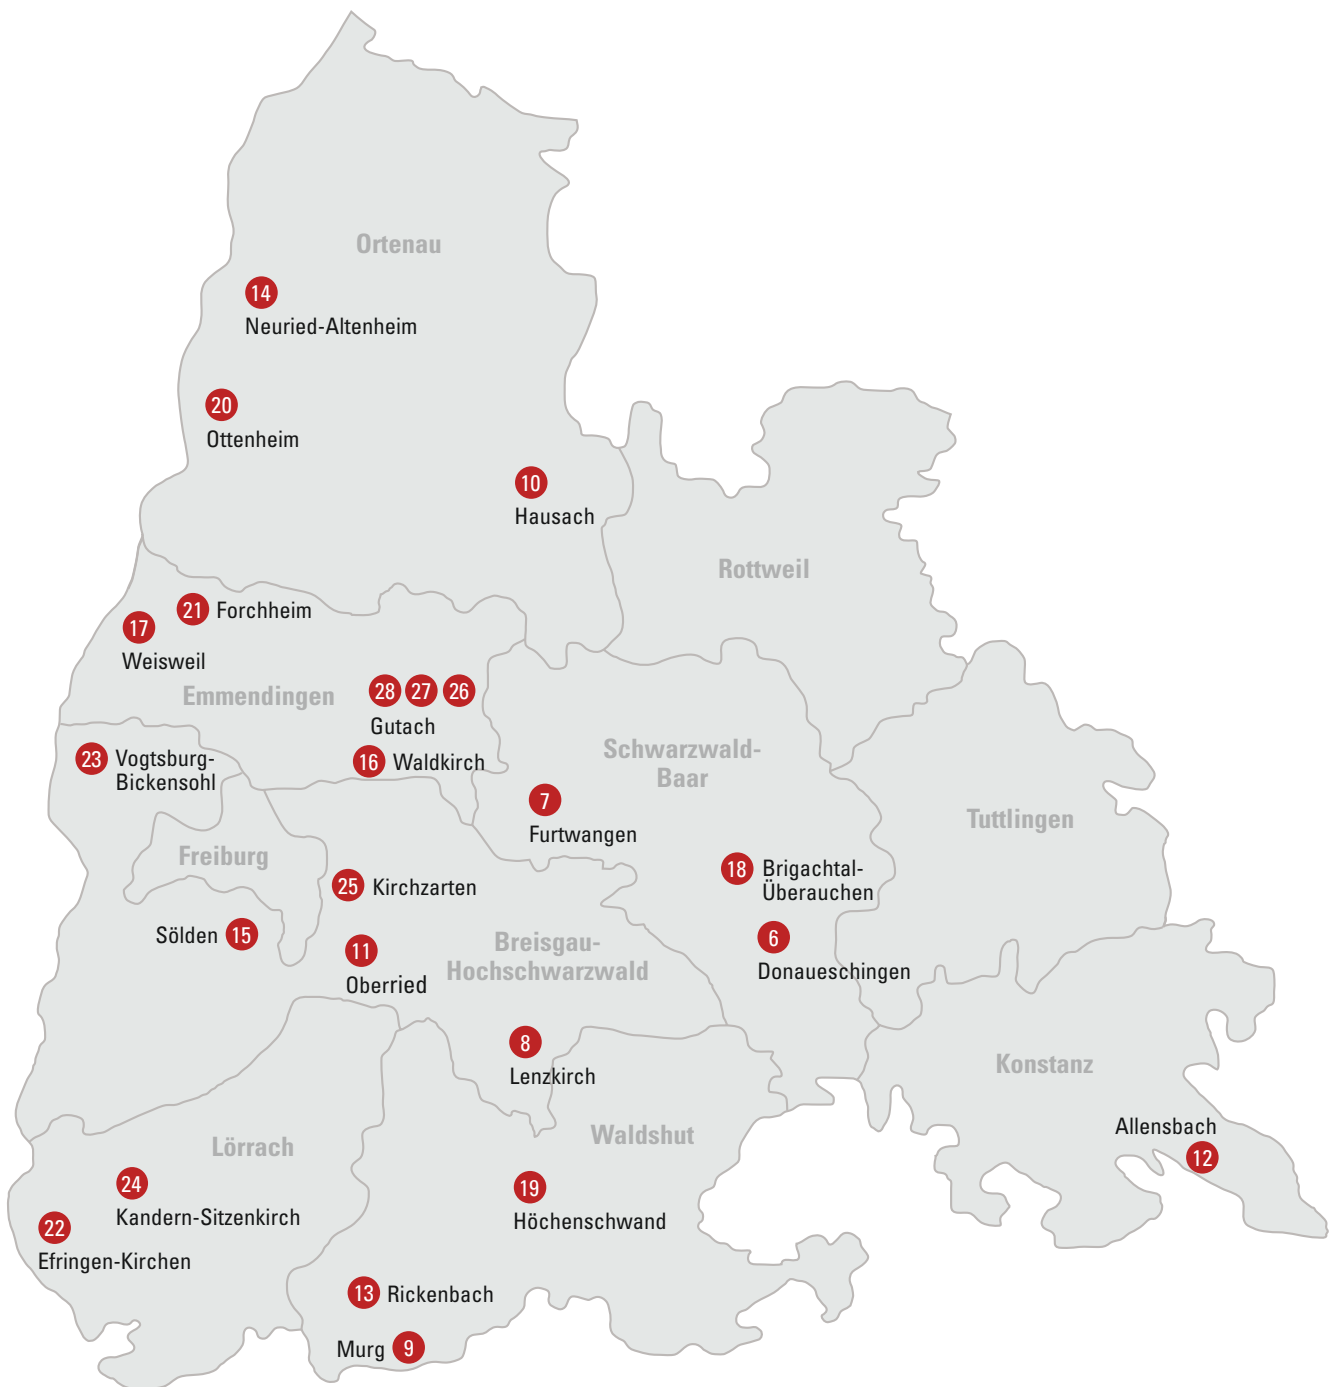 Ortenau
14
Neuried-Altenheim
20
Ottenheim
10
Hausach
Rottweil
21 Forchheim
17
Weisweil
Emmendingen
28 27 26
Gutach
16 Waldkirch
23 Vogtsburg-
Bickensohl
Schwarzwald-
Baar
7
Furtwangen
Tuttlingen
Freiburg
18 Brigachtal-
Überauchen
25 Kirchzarten
Sölden 15
11
Oberried
Breisgau-
Hochschwarzwald
6
Donaueschingen
8
Lenzkirch
Konstanz
Allensbach
12
Lörrach
Waldshut
24
Kandern-Sitzenkirch
19
Höchenschwand
22
Efringen-Kirchen
13 Rickenbach
Murg 9